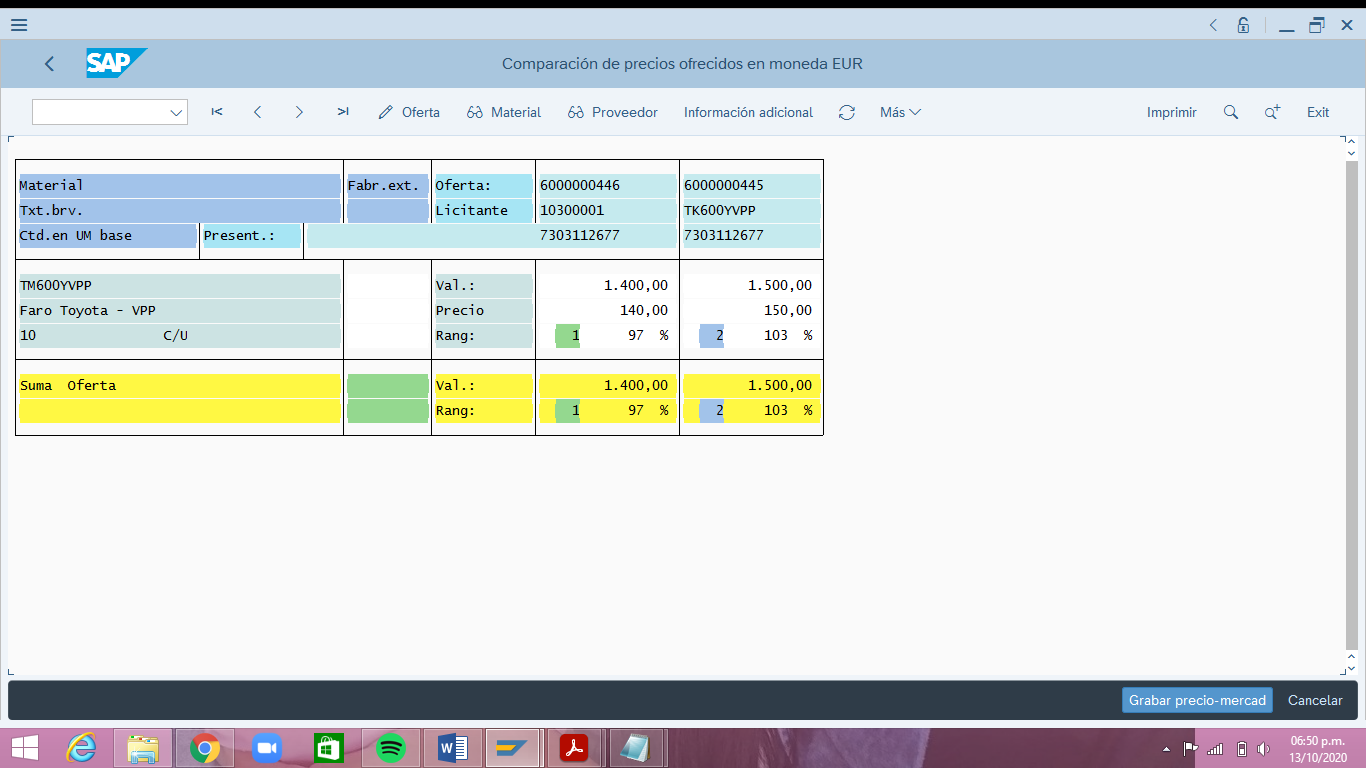 SAP
Comparación de precios ofrecidos en moneda EUR
Oferta Material Proveedor Información adicional Más Imprimir Exit
Material Fabr.ext. Oferta: 6000000446 6000000445
Txt.brv. Licitante 10300001 TK600YVPP
Ctd.en UM base Present.: 7303112677 7303112677
TM600YVPP Val.: 1.400,00 1.500,00
Faro Toyota - VPP Precio 140,00 150,00
10 C/U Rang: 1 97 % 2 103 %
Suma Oferta Val.: 1.400,00 1.500,00
Rang: 1 97 % 2 103 %
Grabar precio-mercad Cancelar
06:50 p.m.
13/10/2020